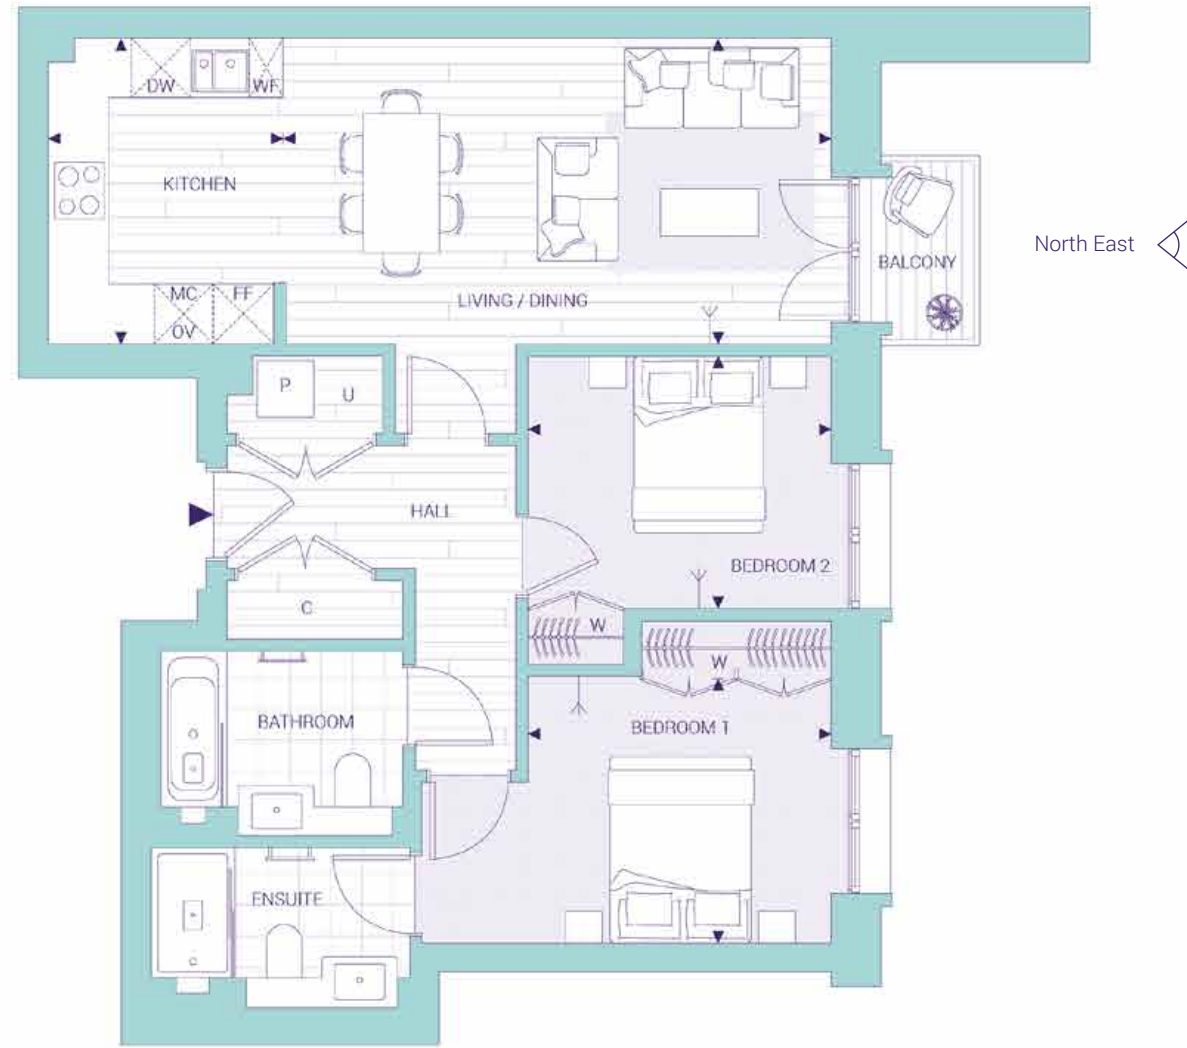 DW
WF
KITCHEN
North East
BALCONY
MC
FF
LIVING / DINING
OV
P
U
HALL
BEDROOM 2
C
W
W
BATHROOM
BEDROOM 1
ENSUITE